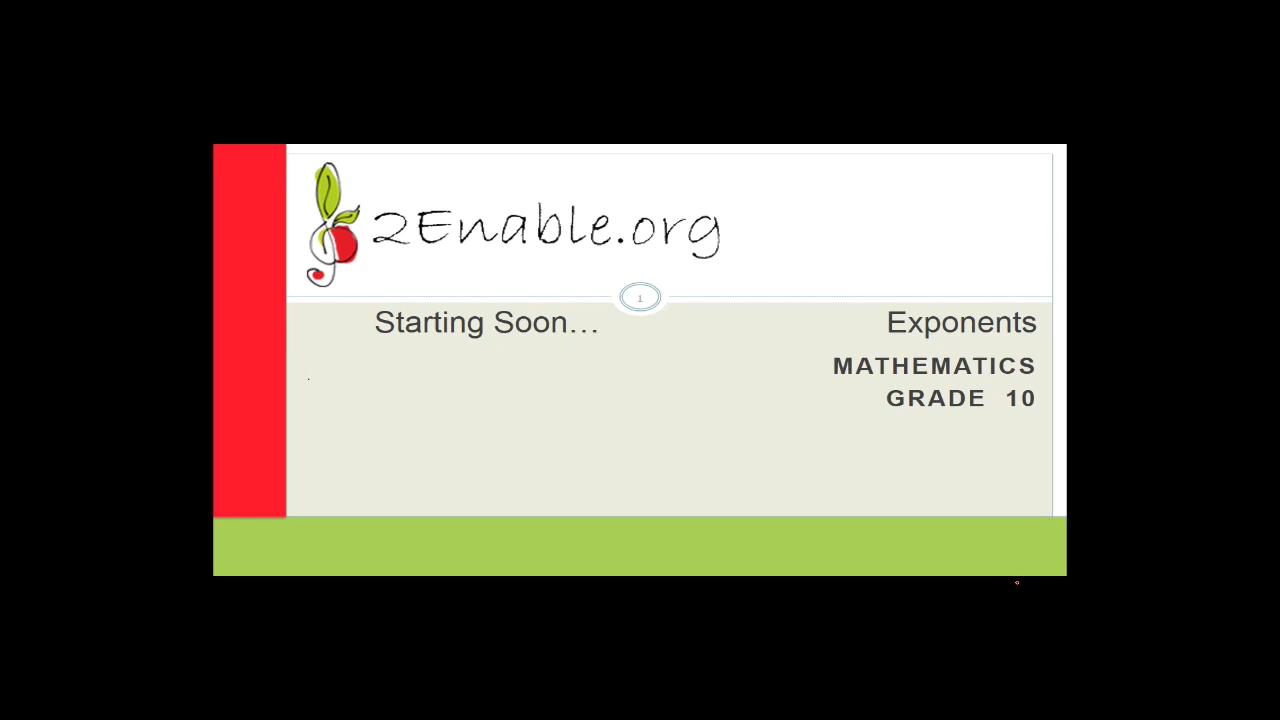 2Enable.org
1
Starting Soon… Exponents
MATHEMATICS
GRADE 10